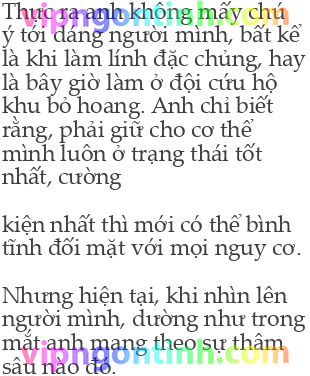 Thực ra anh không mấy chú
ý tới dáng người mình, bất kể
là khi làm lính đặc chủng, hay
là bây giờ làm ở đội cứu hộ
khu bỏ hoang. Anh chỉ biết
rằng, phải giữ cho cơ thể
mình luôn ở trạng thái tốt
nhất, cường
kiện nhất thì mới có thể bình
tĩnh đối mặt với mọi nguy cơ.
Nhưng hiện tại, khi nhìn lên
người mình, dường như trong
mắt anh mang theo sự thâm
sâu nào đó.
vipngontinh.com
vipngontinh.com
vipngontinh.com